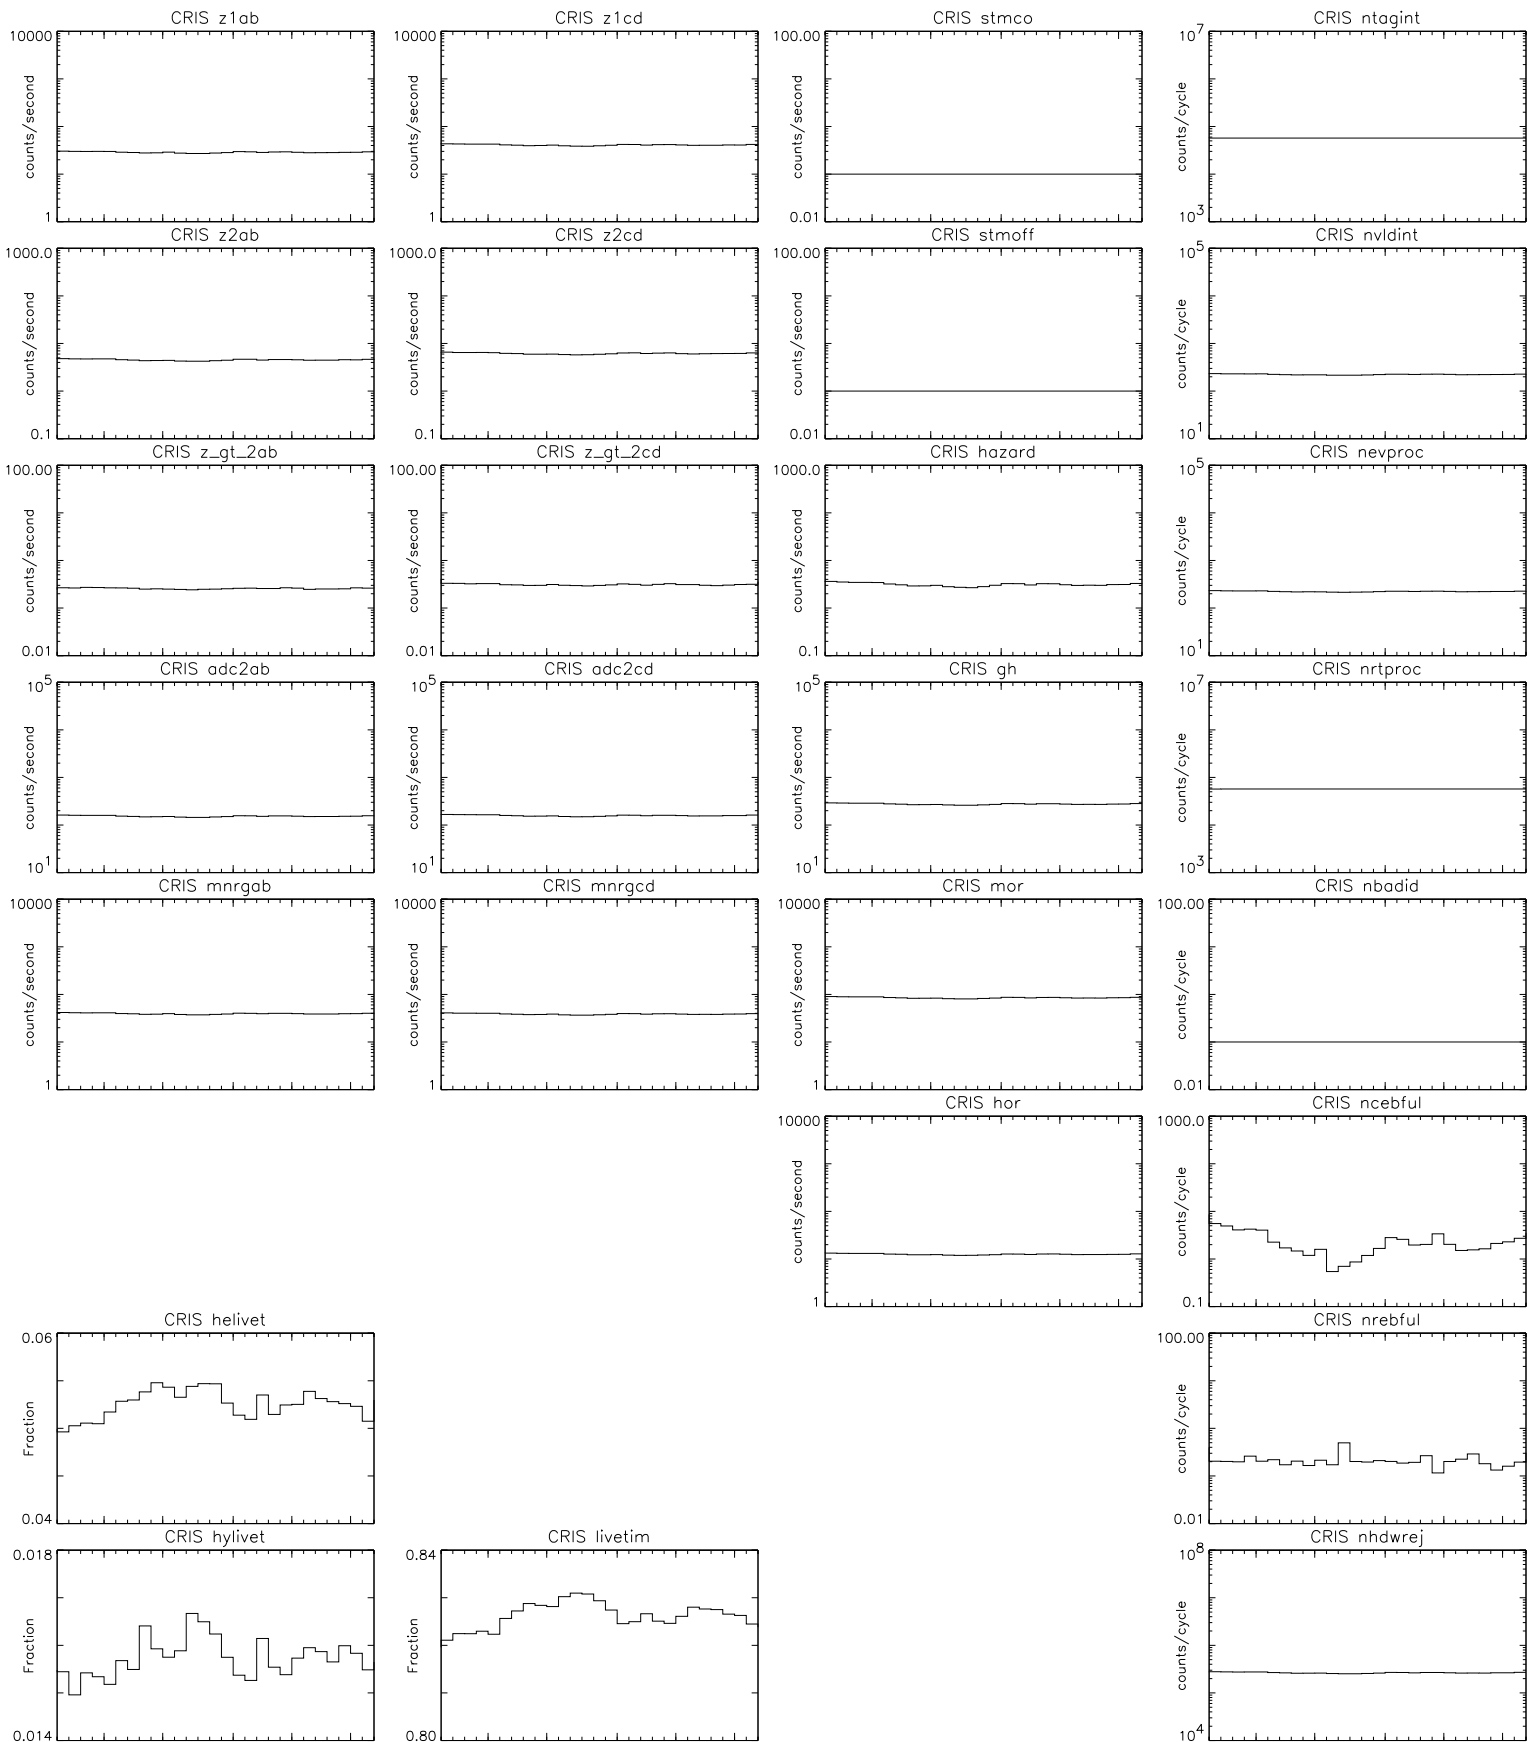 CRIS z1ab
10000
counts/second
1
CRIS z1cd
10000
counts/second
1
CRIS stmco
100.00
counts/second
0.01
CRIS ntagint
10^7
counts/cycle
10^3
CRIS z2ab
1000.0
counts/second
0.1
CRIS z2cd
1000.0
counts/second
0.1
CRIS stmoff
100.00
counts/second
0.01
CRIS nvldint
10^5
counts/cycle
10^1
CRIS z_gt_2ab
100.00
counts/second
0.01
CRIS z_gt_2cd
100.00
counts/second
0.01
CRIS hazard
1000.0
counts/second
0.1
CRIS nevproc
10^5
counts/cycle
10^1
CRIS adc2ab
10^5
counts/second
10^1
CRIS adc2cd
10^5
counts/second
10^1
CRIS gh
10^5
counts/second
10^1
CRIS nrtproc
10^7
counts/cycle
10^3
CRIS mnrgab
10000
counts/second
1
CRIS mnrgcd
10000
counts/second
1
CRIS mor
10000
counts/second
1
CRIS nbadid
100.00
counts/cycle
0.01
CRIS hor
10000
counts/second
1
CRIS ncebful
1000.0
counts/cycle
0.1
CRIS helivet
0.06
Fraction
0.04
CRIS nrebful
100.00
counts/cycle
0.01
CRIS hylivet
0.018
Fraction
0.014
CRIS livetim
0.84
Fraction
0.80
CRIS nhdwrej
10^8
counts/cycle
10^4